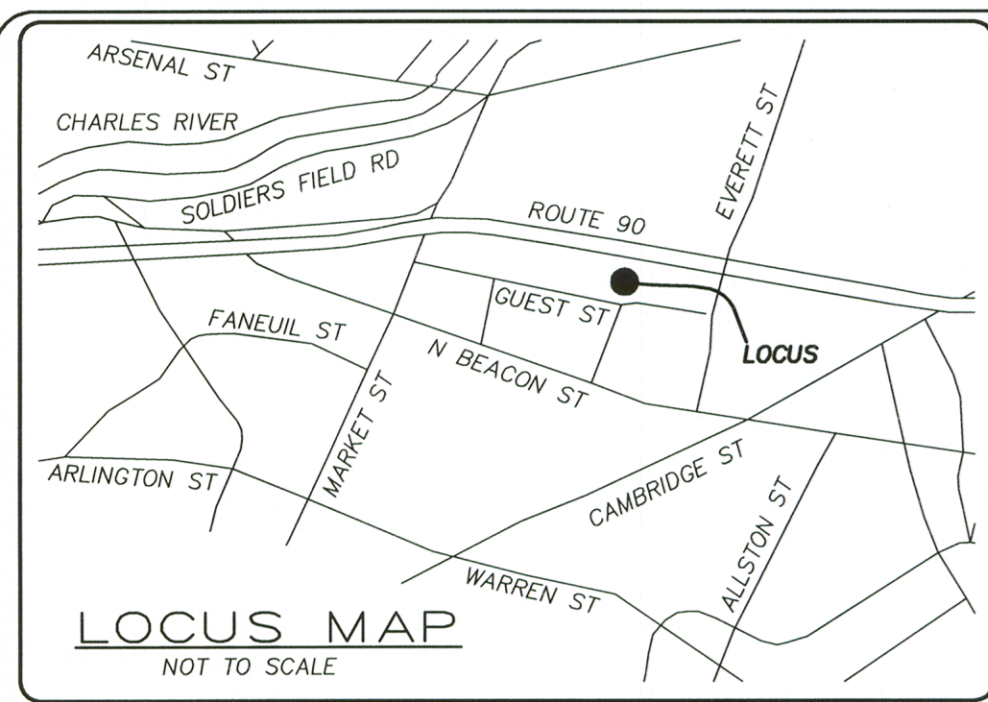 ARSENAL ST
CHARLES RIVER
SOLDIERS FIELD RD
EVERETT ST
ROUTE 90
GUEST ST
FANEUIL ST
N BEACON ST
LOCUS
MARKET ST
ARLINGTON ST
CAMBRIDGE ST
ALLSTON ST
WARREN ST
LOCUS MAP
NOT TO SCALE